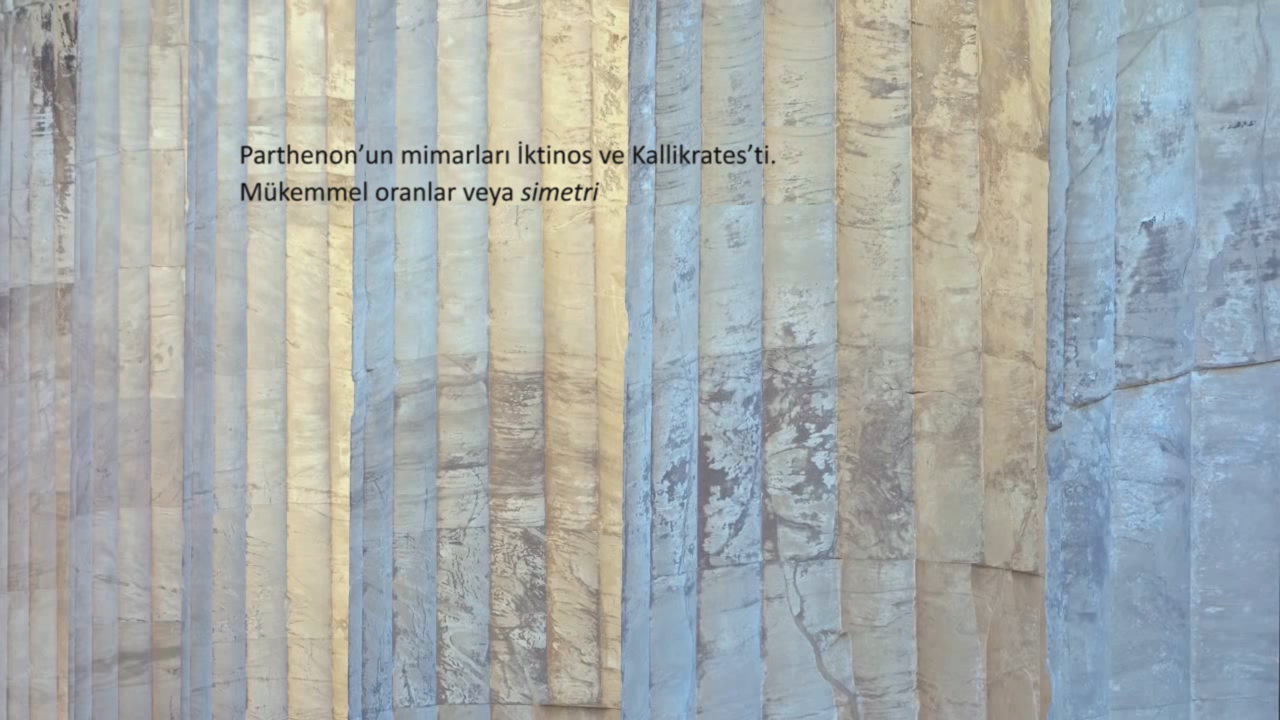 Parthenon’un mimarları İktinos ve Kallikrates’ti.
Mükemmel oranlar veya simetri